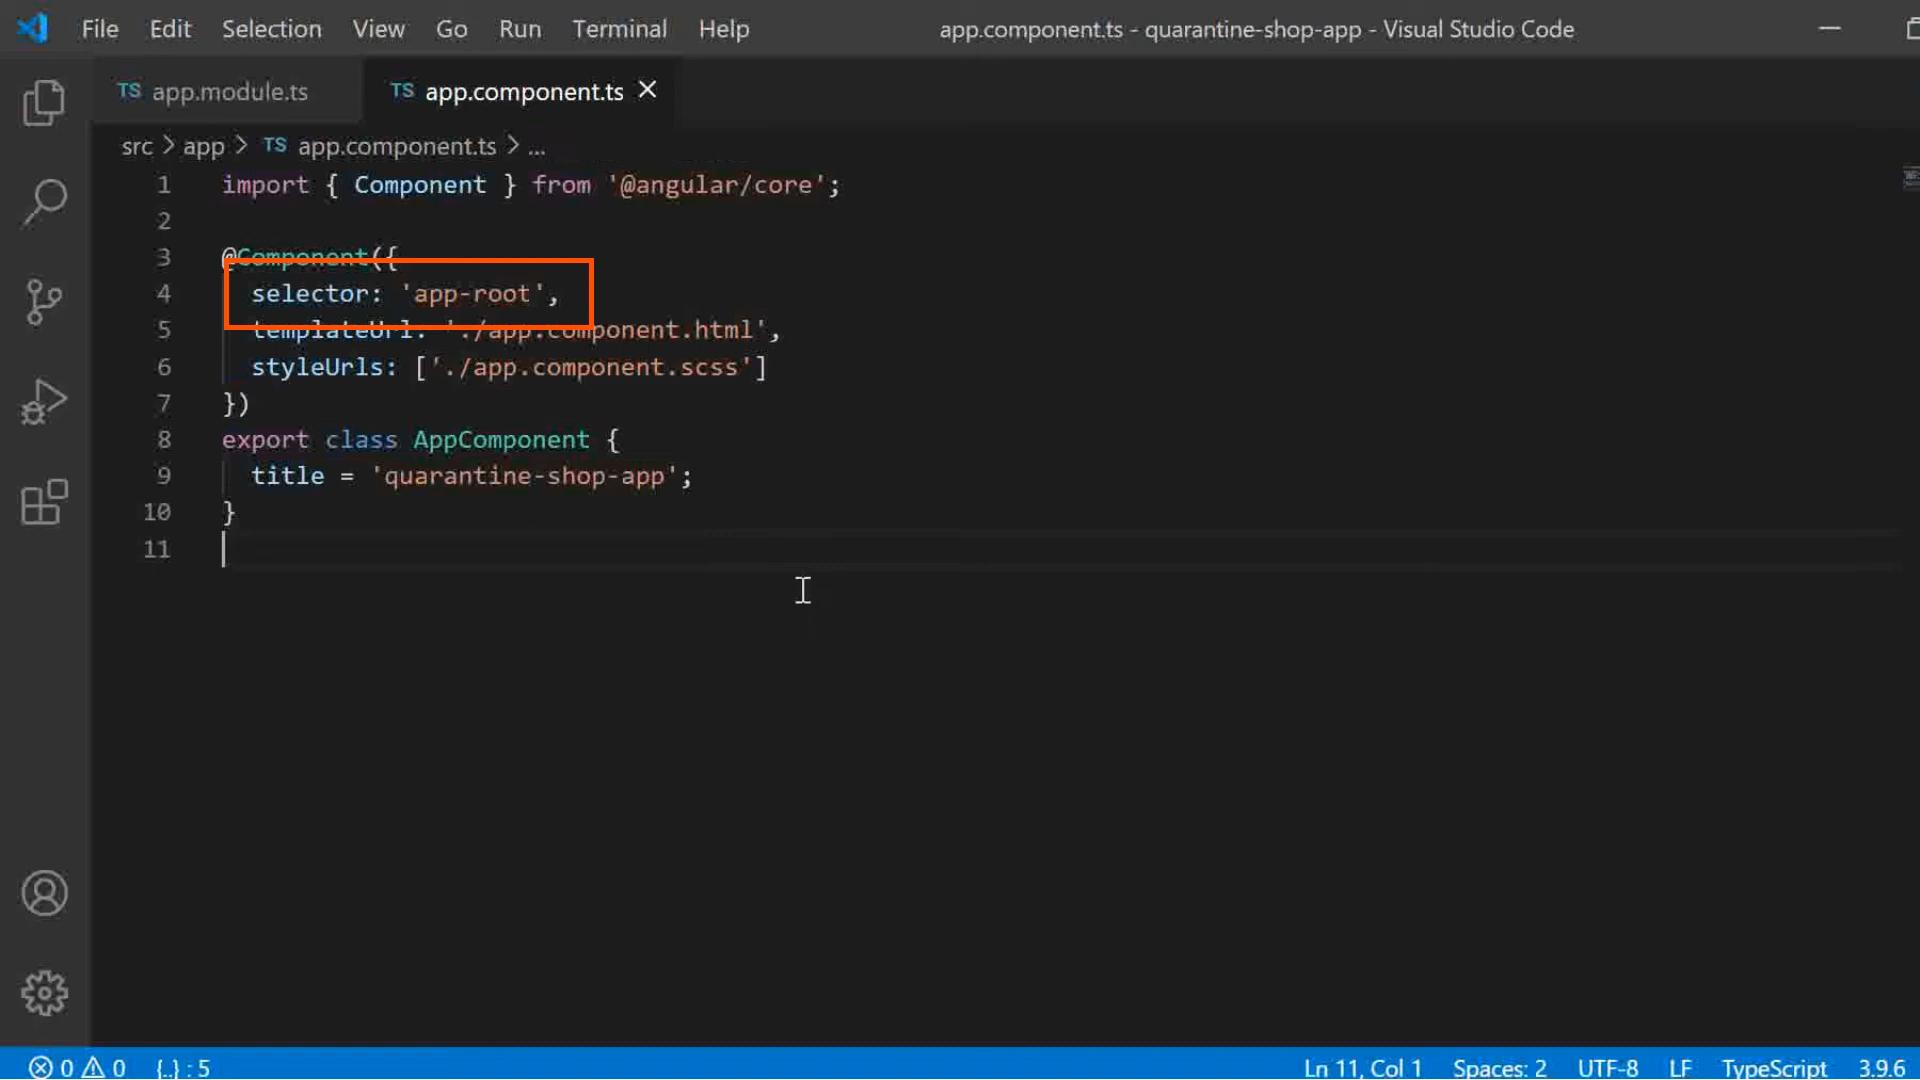 File Edit Selection View Go Run Terminal Help app.component.ts - quarantine-shop-app - Visual Studio Code
TS app.module.ts TS app.component.ts
src > app > TS app.component.ts > ...
1 import { Component } from '@angular/core';
2
3 @Component({
4 selector: 'app-root',
5 templateUrl: './app.component.html',
6 styleUrls: ['./app.component.scss']
7 })
8 export class AppComponent {
9 title = 'quarantine-shop-app';
10 }
11
0 0 {..} : 5 Ln 11, Col 1 Spaces: 2 UTF-8 LF TypeScript 3.9.6